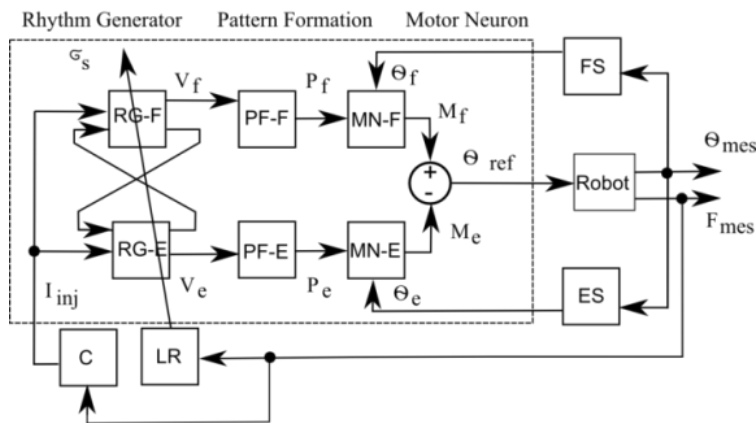 Rhythm Generator Pattern Formation Motor Neuron
σs
Vf
Pf
Θf
FS
RG-F
PF-F
MN-F
Mf
Θmes
+
-
Θ ref
Robot
Fmes
RG-E
PF-E
MN-E
Me
Iinj
Ve
Pe
Θe
ES
C
LR